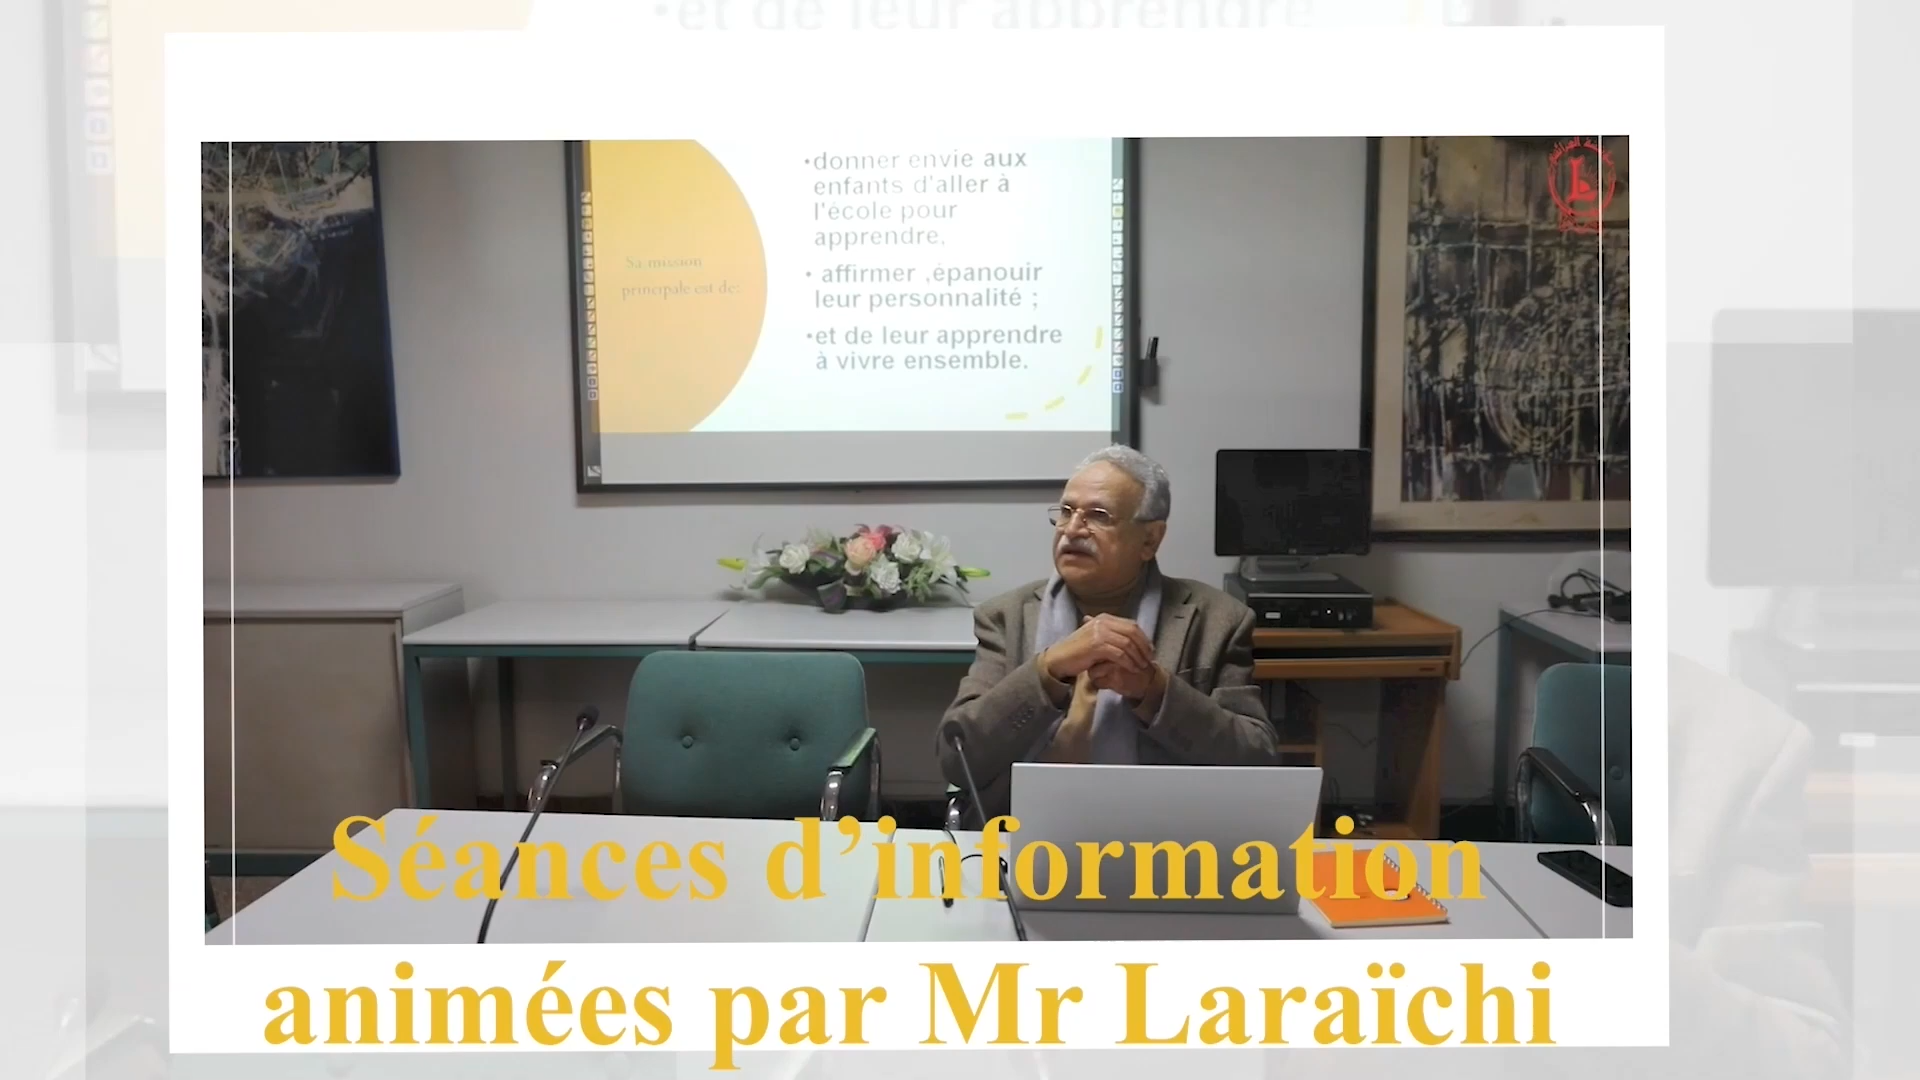 •et de leur apprendre
•donner envie aux
enfants d'aller à
l'école pour
apprendre,
• affirmer ,épanouir
leur personnalité ;
•et de leur apprendre
à vivre ensemble.
Sa mission
principale est de:
Séances d’information
animées par Mr Laraïchi